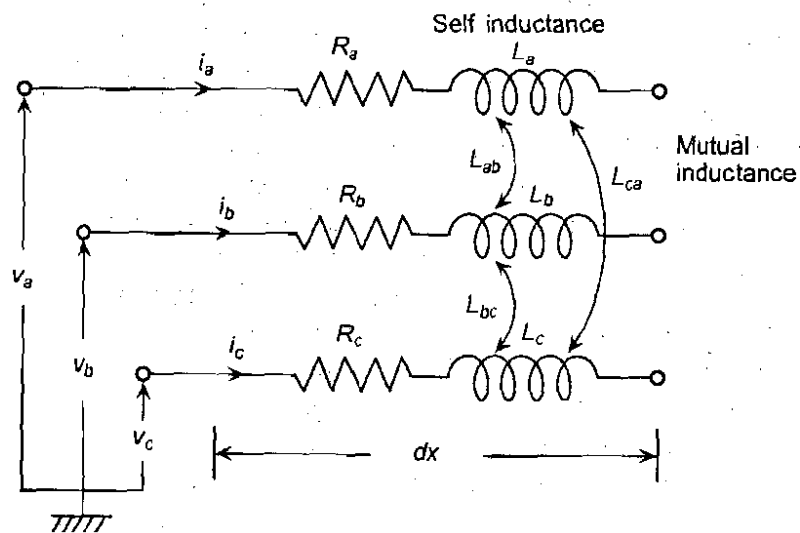 Self inductance
R_a
L_a
i_a
Mutual
inductance
L_ab
L_ca
R_b
L_b
i_b
v_a
L_bc
R_c
L_c
i_c
v_b
v_c
dx